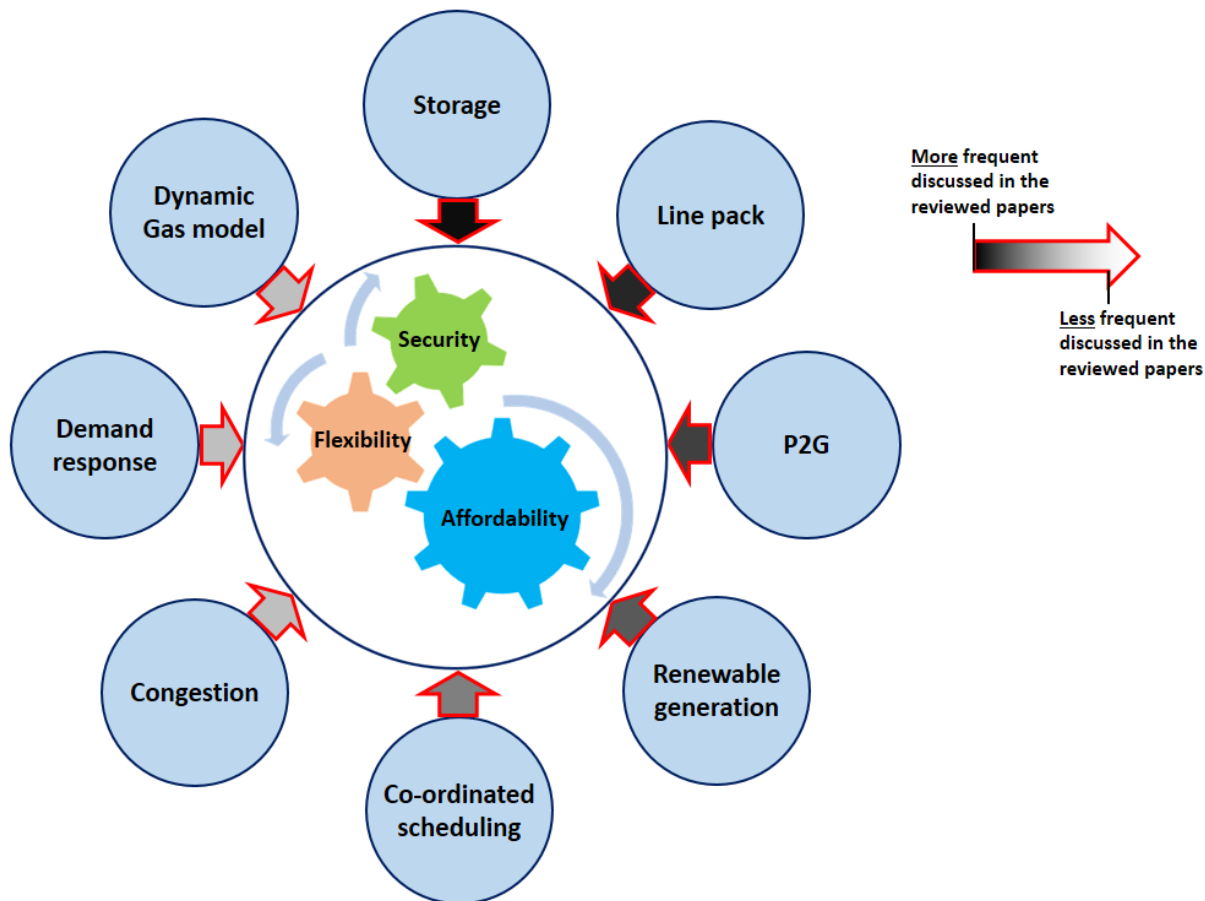 Storage
Dynamic
Gas model
Line pack
More frequent
discussed in the
reviewed papers
Less frequent
discussed in the
reviewed papers
Security
Flexibility
Affordability
Demand
response
P2G
Congestion
Renewable
generation
Co-ordinated
scheduling